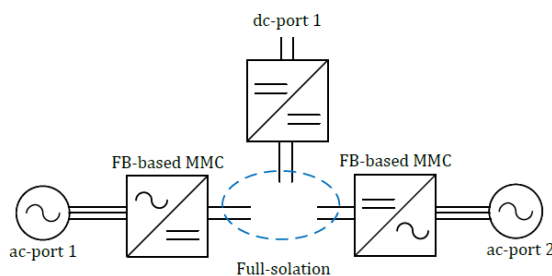 dc-port 1
FB-based MMC
FB-based MMC
ac-port 1
ac-port 2
Full-solation